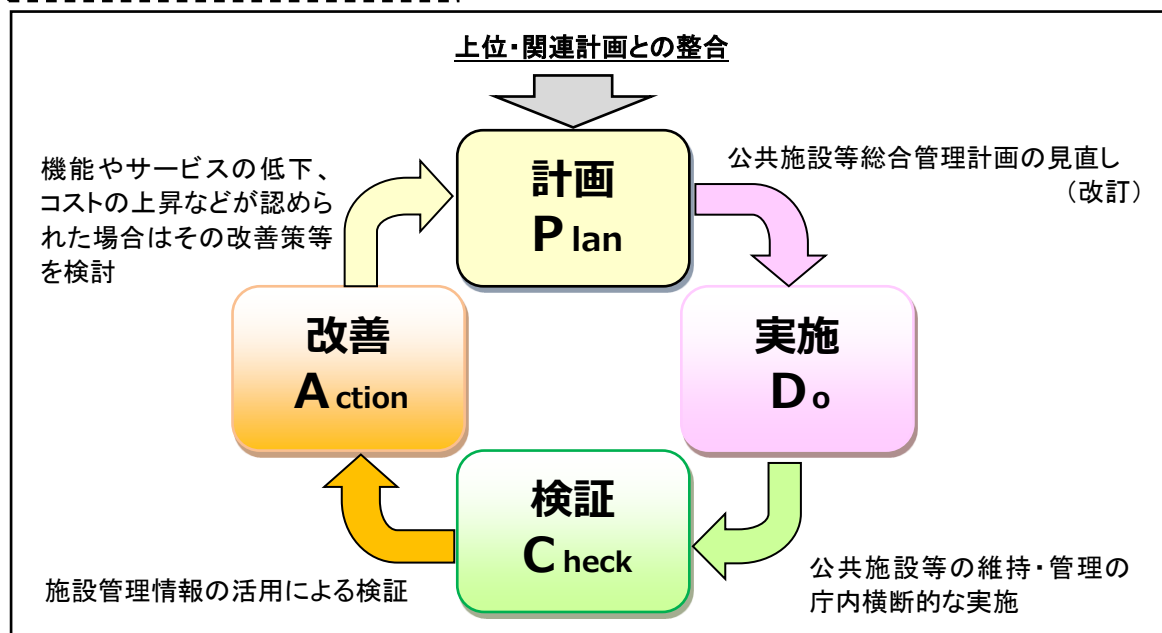 上位・関連計画との整合
計画
Plan
公共施設等総合管理計画の見直し
（改訂）
機能やサービスの低下、
コストの上昇などが認めら
れた場合はその改善策等
を検討
改善
Action
実施
Do
検証
Check
施設管理情報の活用による検証
公共施設等の維持・管理の
庁内横断的な実施